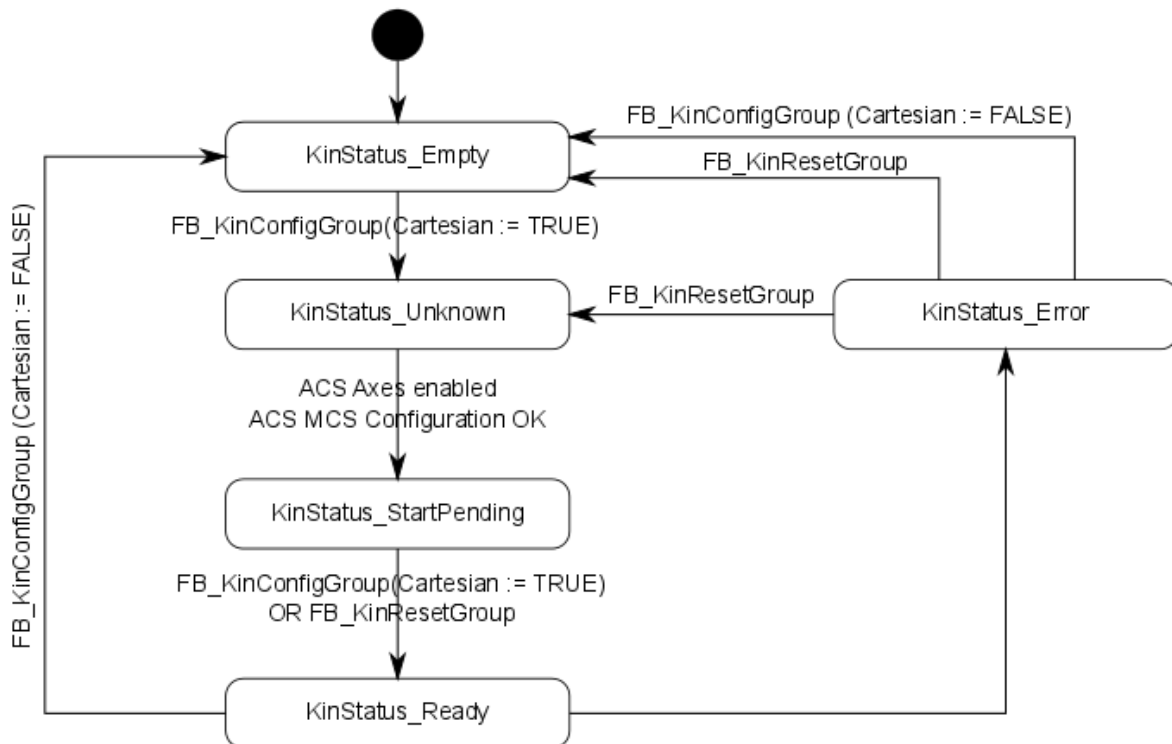 FB_KinConfigGroup (Cartesian := FALSE)
KinStatus_Empty
FB_KinResetGroup
FB_KinConfigGroup(Cartesian := TRUE)
FB_KinConfigGroup (Cartesian := FALSE)
FB_KinResetGroup
KinStatus_Unknown
KinStatus_Error
ACS Axes enabled
ACS MCS Configuration OK
KinStatus_StartPending
FB_KinConfigGroup(Cartesian := TRUE)
OR FB_KinResetGroup
KinStatus_Ready